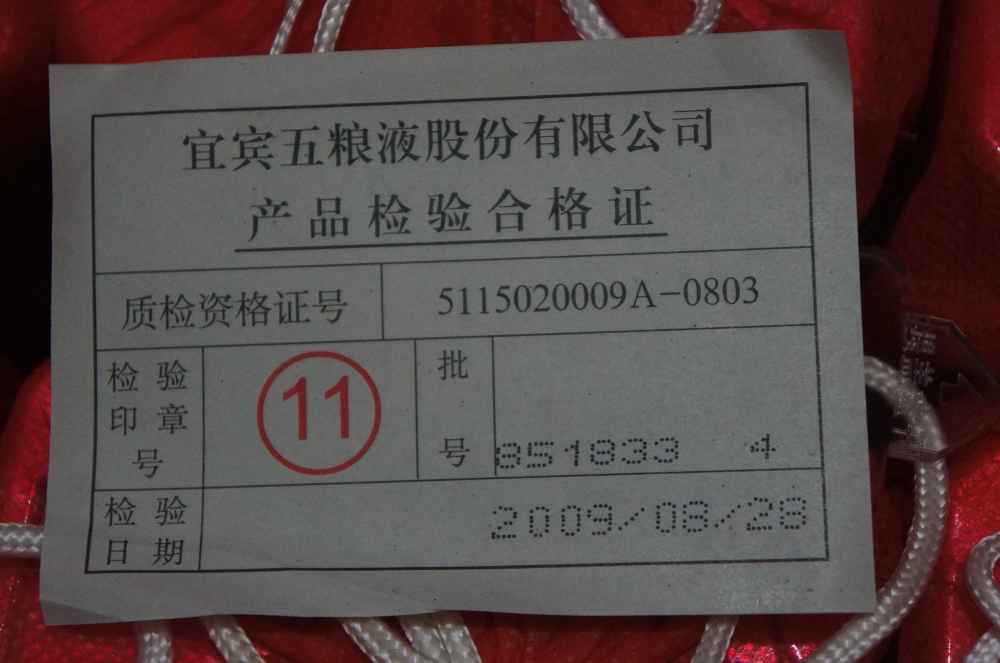 宜宾五粮液股份有限公司
产品检验合格证
质检资格证号 5115020009A-0803
检验印章号 11 批号 851833 4
检验日期 2009/08/28